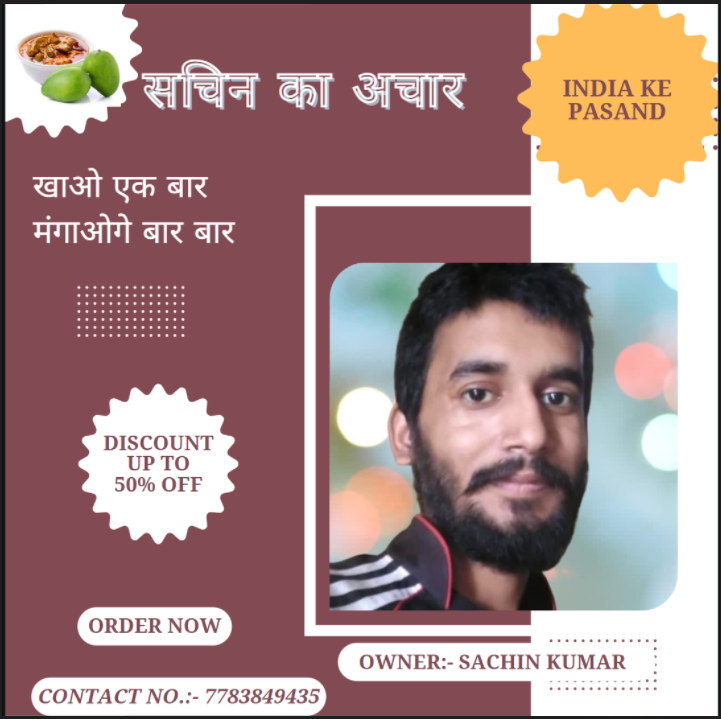 सचिन का अचार
INDIA KE
PASAND
खाओ एक बार
मंगाओगे बार बार
DISCOUNT
UP TO
50% OFF
ORDER NOW
OWNER:- SACHIN KUMAR
CONTACT NO.:- 7783849435